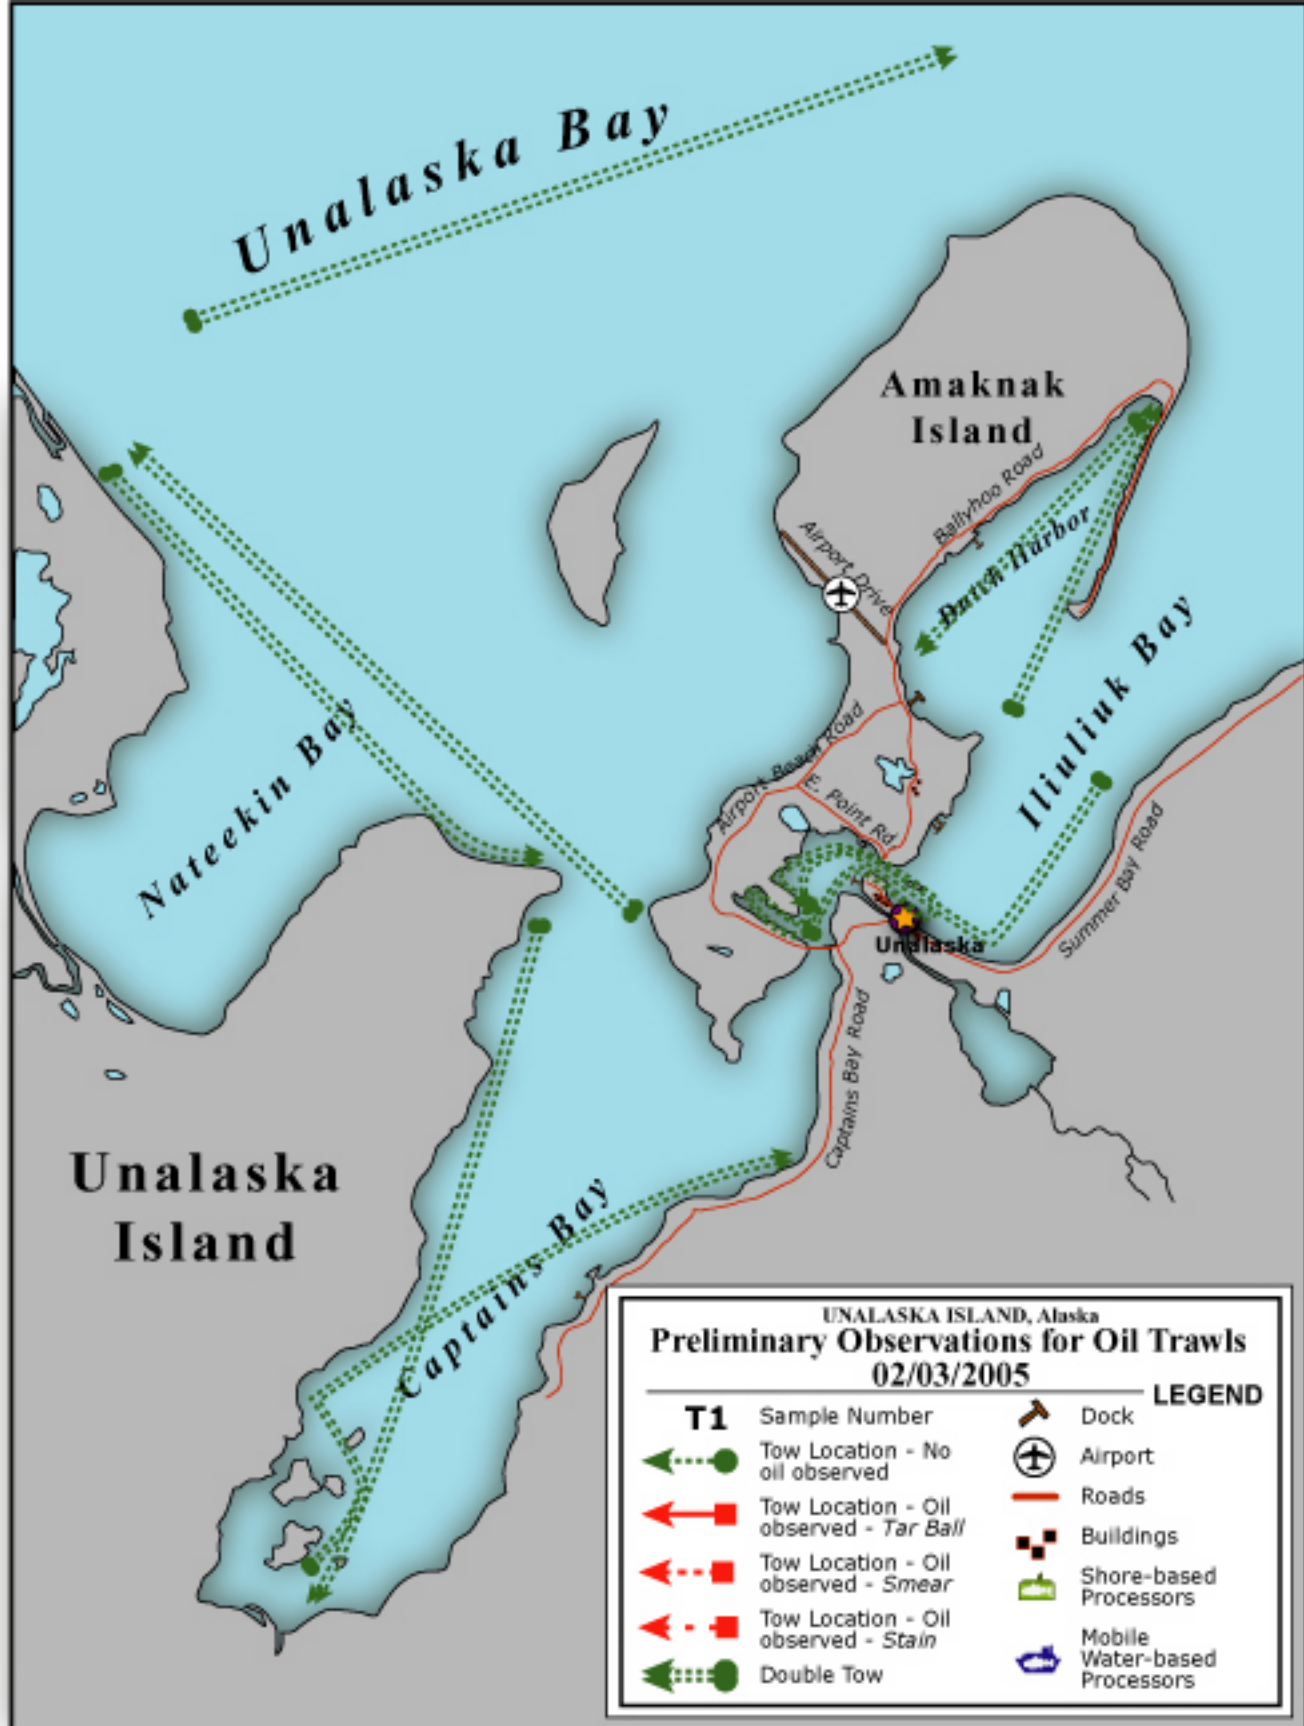 Unalaska Bay
Amaknak
Island
Ballyhoo Road
Airport Drive
Dutch Harbor
Iliuliuk Bay
Nateekin Bay
Airport Beach Road
E. Point Rd.
Summer Bay Road
Unalaska
Captains Bay Road
Unalaska
Island
Captains Bay
UNALASKA ISLAND, Alaska
Preliminary Observations for Oil Trawls
02/03/2005
LEGEND
T1 Sample Number
Tow Location - No
oil observed
Tow Location - Oil
observed - Tar Ball
Tow Location - Oil
observed - Smear
Tow Location - Oil
observed - Stain
Double Tow
Dock
Airport
Roads
Buildings
Shore-based
Processors
Mobile
Water-based
Processors